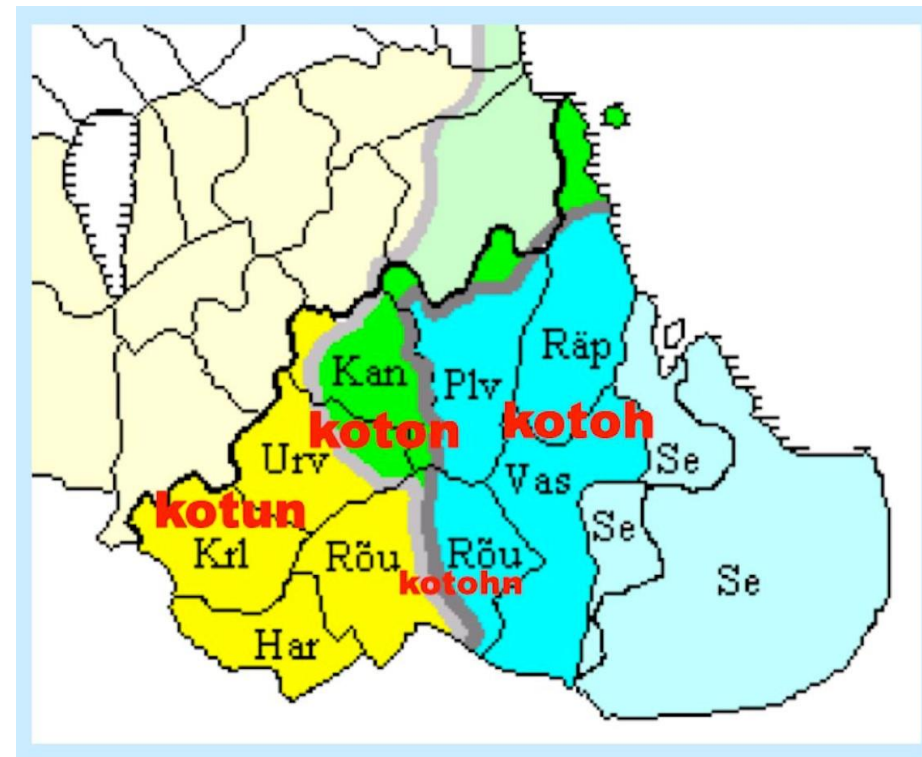 Räp
Kan
Plv
koton
kotoh
Urv
Se
Vas
kotun
Se
Krl
Rõu
Rõu
kotohn
Se
Har